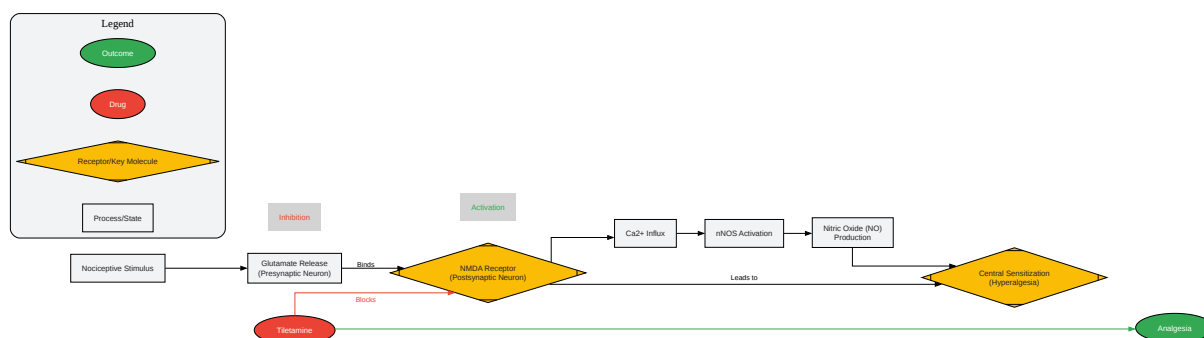 Legend
Outcome
Drug
Receptor/Key Molecule
Process/State
Inhibition
Activation
Nociceptive Stimulus
Glutamate Release
(Presynaptic Neuron)
Binds
NMDA Receptor
(Postsynaptic Neuron)
Ca2+ Influx
nNOS Activation
Nitric Oxide (NO)
Production
Leads to
Central Sensitization
(Hyperalgesia)
Blocks
Tiletamine
Analgesia